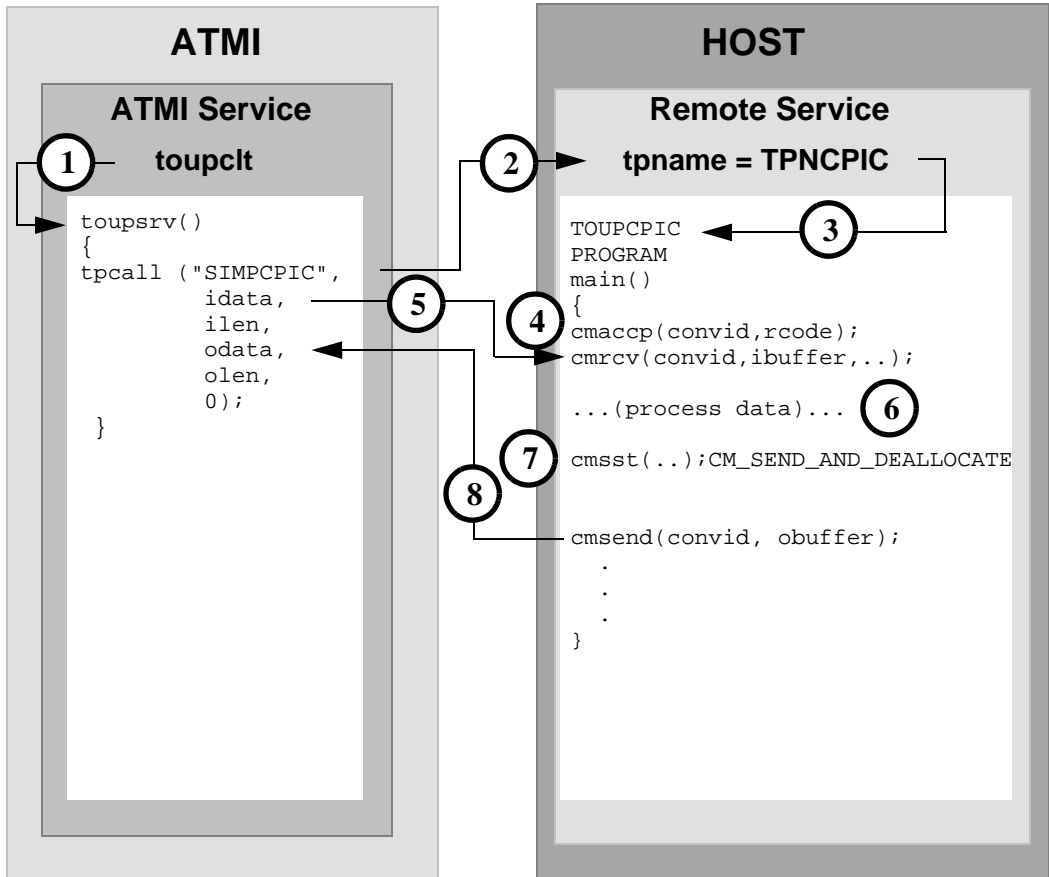 ATMI
ATMI Service
1
toupclt
toupsrv()
{
tpcall ("SIMPCPIC",
idata,
ilen,
odata,
olen,
0);
}
2
5
8
HOST
Remote Service
tpname = TPNCPIC
3
TOUPCPIC
PROGRAM
main()
{
4
cmaccp(convid,rcode);
cmrcv(convid,ibuffer,..);
...(process data)...
6
7
cmsst(..);CM_SEND_AND_DEALLOCATE
cmsend(convid, obuffer);
.
.
.
}